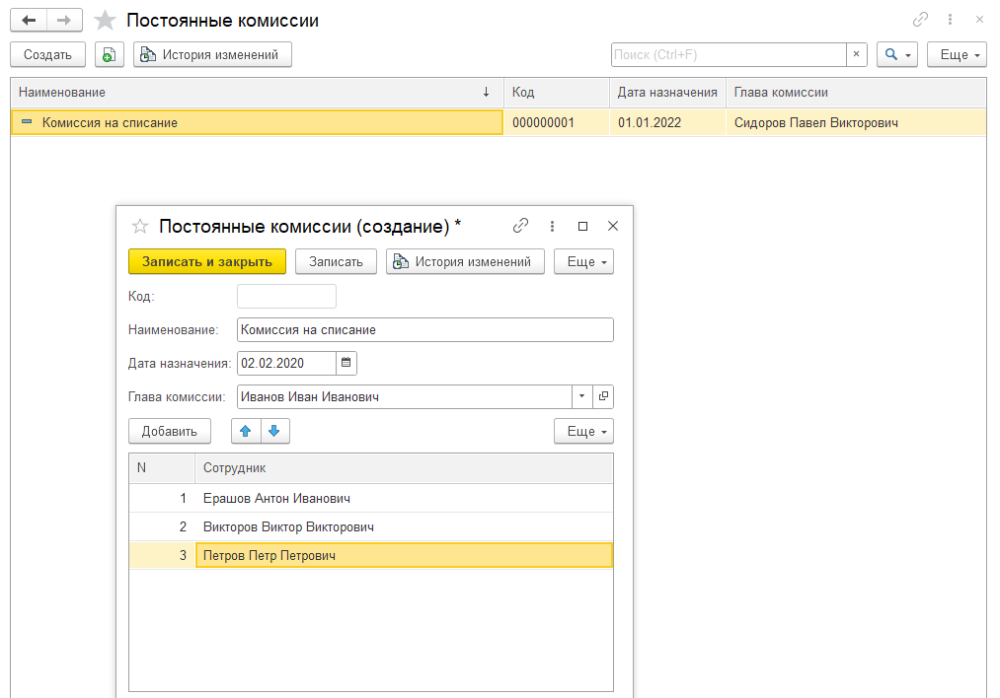 Постоянные комиссии
Создать История изменений Поиск (Ctrl+F) × Еще
Наименование ↓ Код Дата назначения Глава комиссии
Комиссия на списание 000000001 01.01.2022 Сидоров Павел Викторович
Постоянные комиссии (создание) *
Записать и закрыть Записать История изменений Еще
Код:
Наименование: Комиссия на списание
Дата назначения: 02.02.2020
Глава комиссии: Иванов Иван Иванович
Добавить Еще
N Сотрудник
1 Ерашов Антон Иванович
2 Викторов Виктор Викторович
3 Петров Петр Петрович